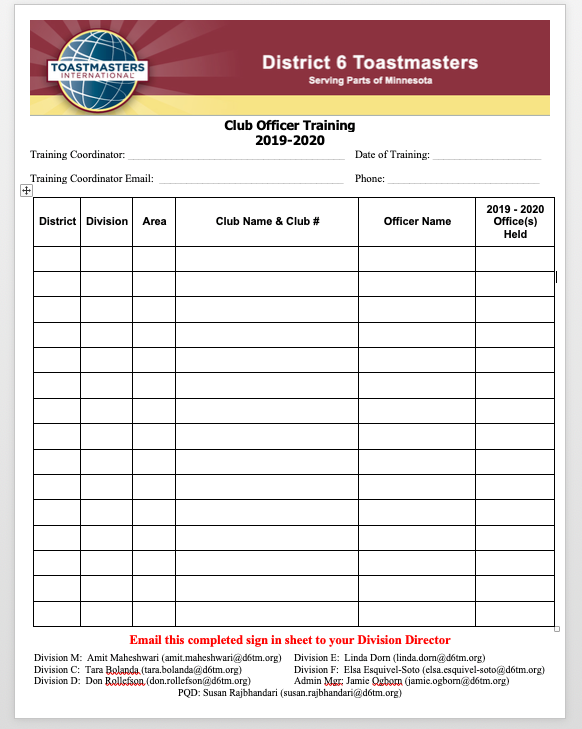 TOASTMASTERS
INTERNATIONAL
District 6 Toastmasters
Serving Parts of Minnesota
Club Officer Training
2019-2020
Training Coordinator: Date of Training:
Training Coordinator Email: Phone:
District Division Area Club Name & Club # Officer Name 2019 - 2020 Office(s) Held
Email this completed sign in sheet to your Division Director
Division M: Amit Maheshwari (amit.maheshwari@d6tm.org) Division E: Linda Dorn (linda.dorn@d6tm.org)
Division C: Tara Bolanda (tara.bolanda@d6tm.org) Division F: Elsa Esquivel-Soto (elsa.esquivel-soto@d6tm.org)
Division D: Don Rollefson (don.rollefson@d6tm.org) Admin Mgr: Jamie Ogborn (jamie.ogborn@d6tm.org)
PQD: Susan Rajbhandari (susan.rajbhandari@d6tm.org)